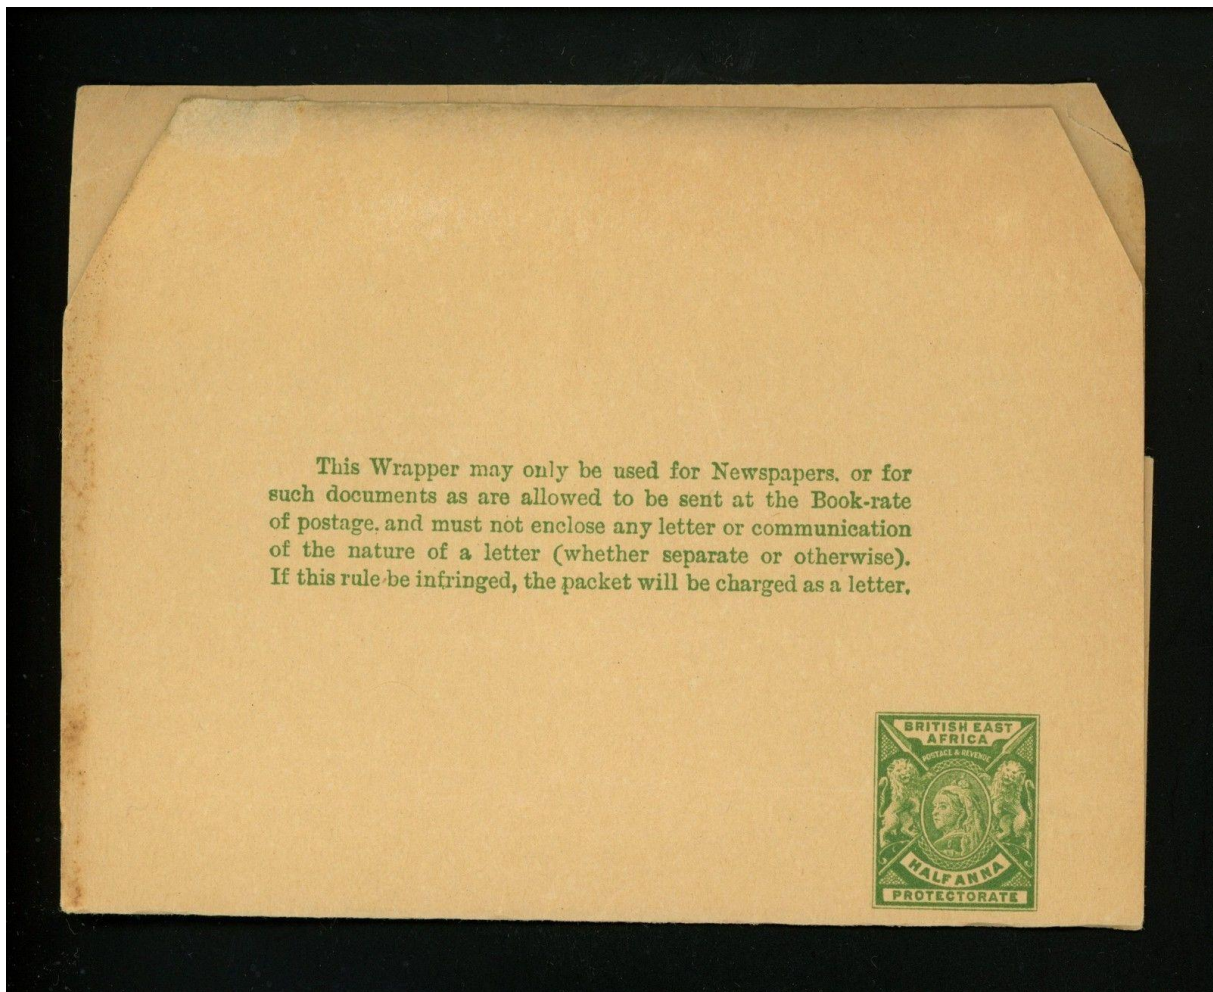 This Wrapper may only be used for Newspapers, or for
such documents as are allowed to be sent at the Book-rate
of postage, and must not enclose any letter or communication
of the nature of a letter (whether separate or otherwise).
If this rule be infringed, the packet will be charged as a letter.
BRITISH EAST
AFRICA
POSTAGE & REVENUE
HALF ANNA
PROTECTORATE